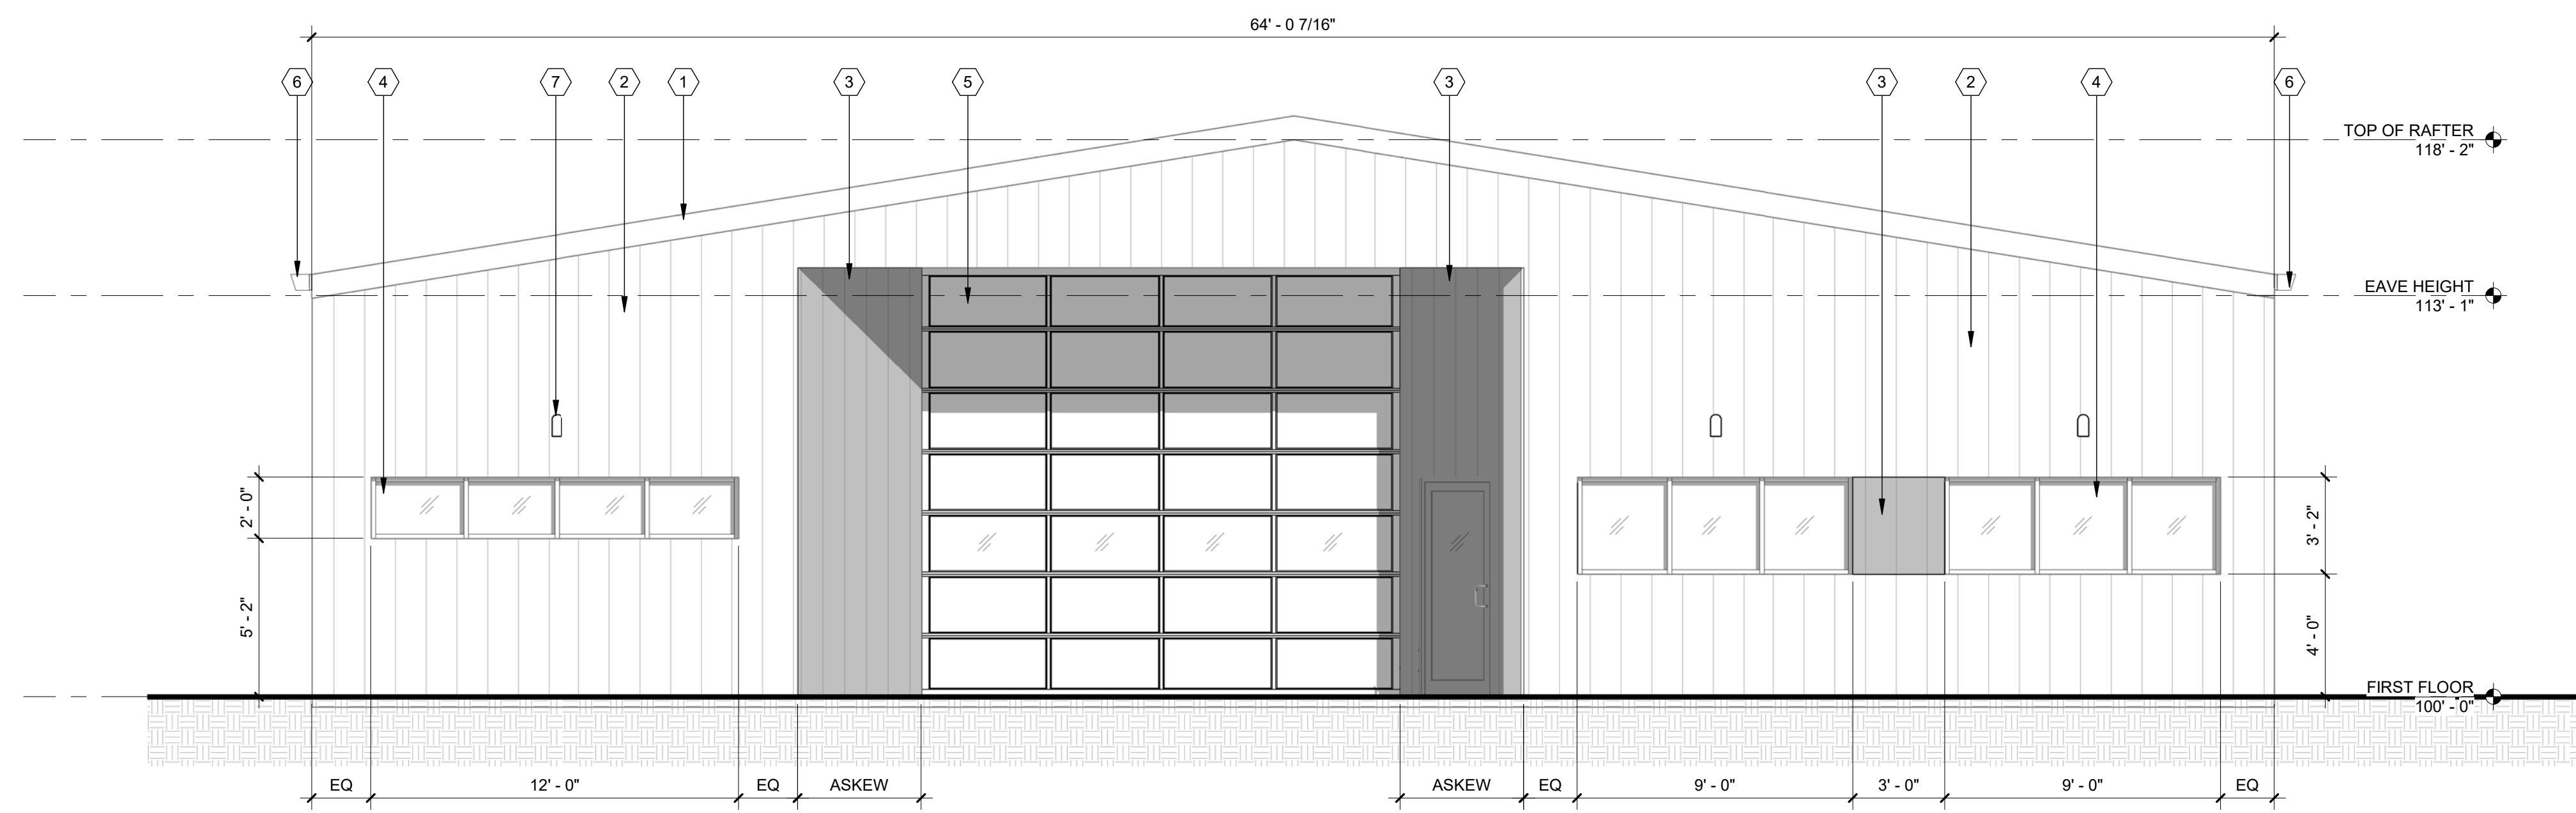 64' - 0 7/16"
6 4 7 2 1 3 5 3 3 2 4 6
TOP OF RAFTER
118' - 2"
EAVE HEIGHT
113' - 1"
2' - 0"
5' - 2"
3' - 2"
4' - 0"
FIRST FLOOR
100' - 0"
EQ 12' - 0" EQ ASKEW ASKEW EQ 9' - 0" 3' - 0" 9' - 0" EQ